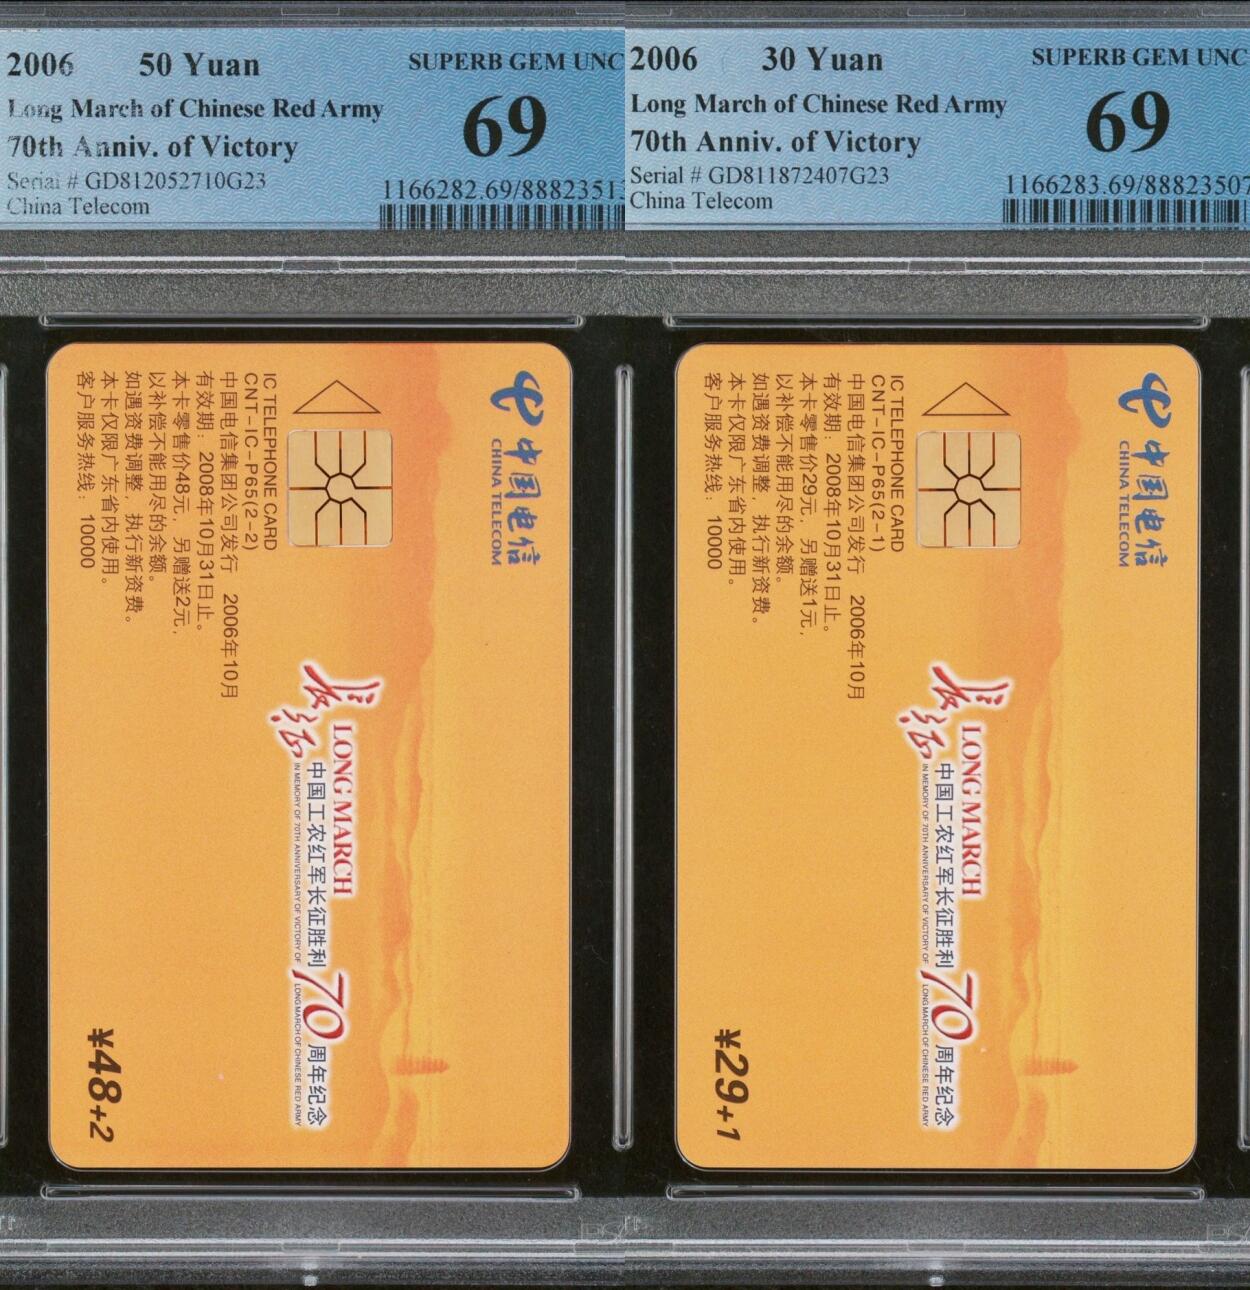 2006 50 Yuan
SUPERB GEM UNC
Long March of Chinese Red Army
69
70th Anniv. of Victory
Serial # GD812052710G23
1166282.69/8882351
China Telecom
2006 30 Yuan
SUPERB GEM UNC
Long March of Chinese Red Army
69
70th Anniv. of Victory
Serial # GD811872407G23
1166283.69/88823507
China Telecom
中国电信
CHINA TELECOM
IC TELEPHONE CARD
CNT-IC-P65(2-2)
中国电信集团公司发行 2006年10月
有效期：2008年10月31日止。
本卡零售价48元，另赠送2元，
以补偿不能用尽的余额。
如遇资费调整，执行新资费。
本卡仅限广东省内使用。
客户服务热线：10000
长征
LONG MARCH
中国工农红军长征胜利70周年纪念
IN MEMORY OF 70TH ANNIVERSARY OF VICTORY OF LONG MARCH OF CHINESE RED ARMY
¥48+2
中国电信
CHINA TELECOM
IC TELEPHONE CARD
CNT-IC-P65(2-1)
中国电信集团公司发行 2006年10月
有效期：2008年10月31日止。
本卡零售价29元，另赠送1元，
以补偿不能用尽的余额。
如遇资费调整，执行新资费。
本卡仅限广东省内使用。
客户服务热线：10000
长征
LONG MARCH
中国工农红军长征胜利70周年纪念
IN MEMORY OF 70TH ANNIVERSARY OF VICTORY OF LONG MARCH OF CHINESE RED ARMY
¥29+1